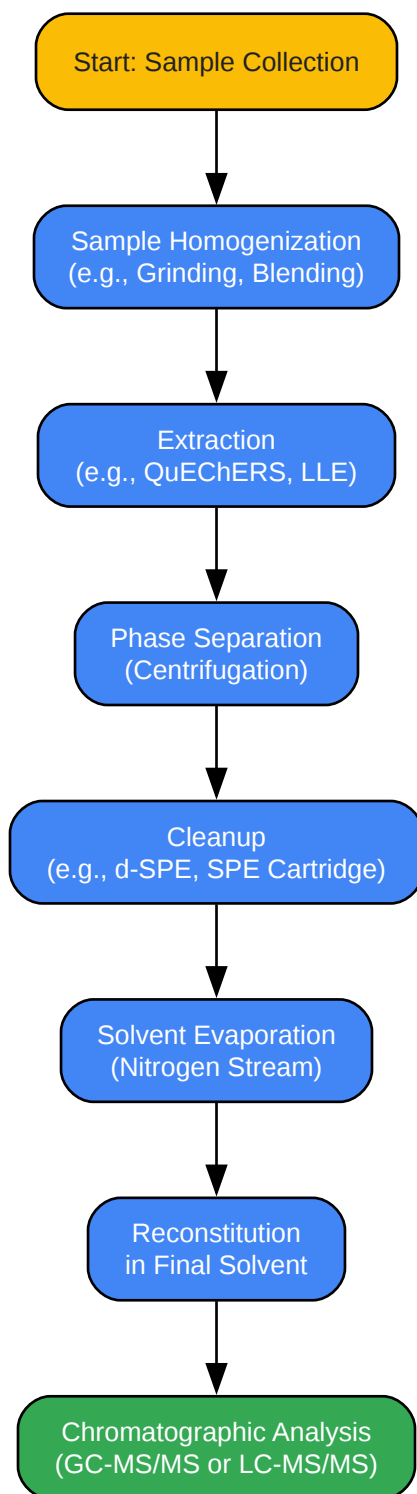 Start: Sample Collection
Sample Homogenization
(e.g., Grinding, Blending)
Extraction
(e.g., QuEChERS, LLE)
Phase Separation
(Centrifugation)
Cleanup
(e.g., d-SPE, SPE Cartridge)
Solvent Evaporation
(Nitrogen Stream)
Reconstitution
in Final Solvent
Chromatographic Analysis
(GC-MS/MS or LC-MS/MS)